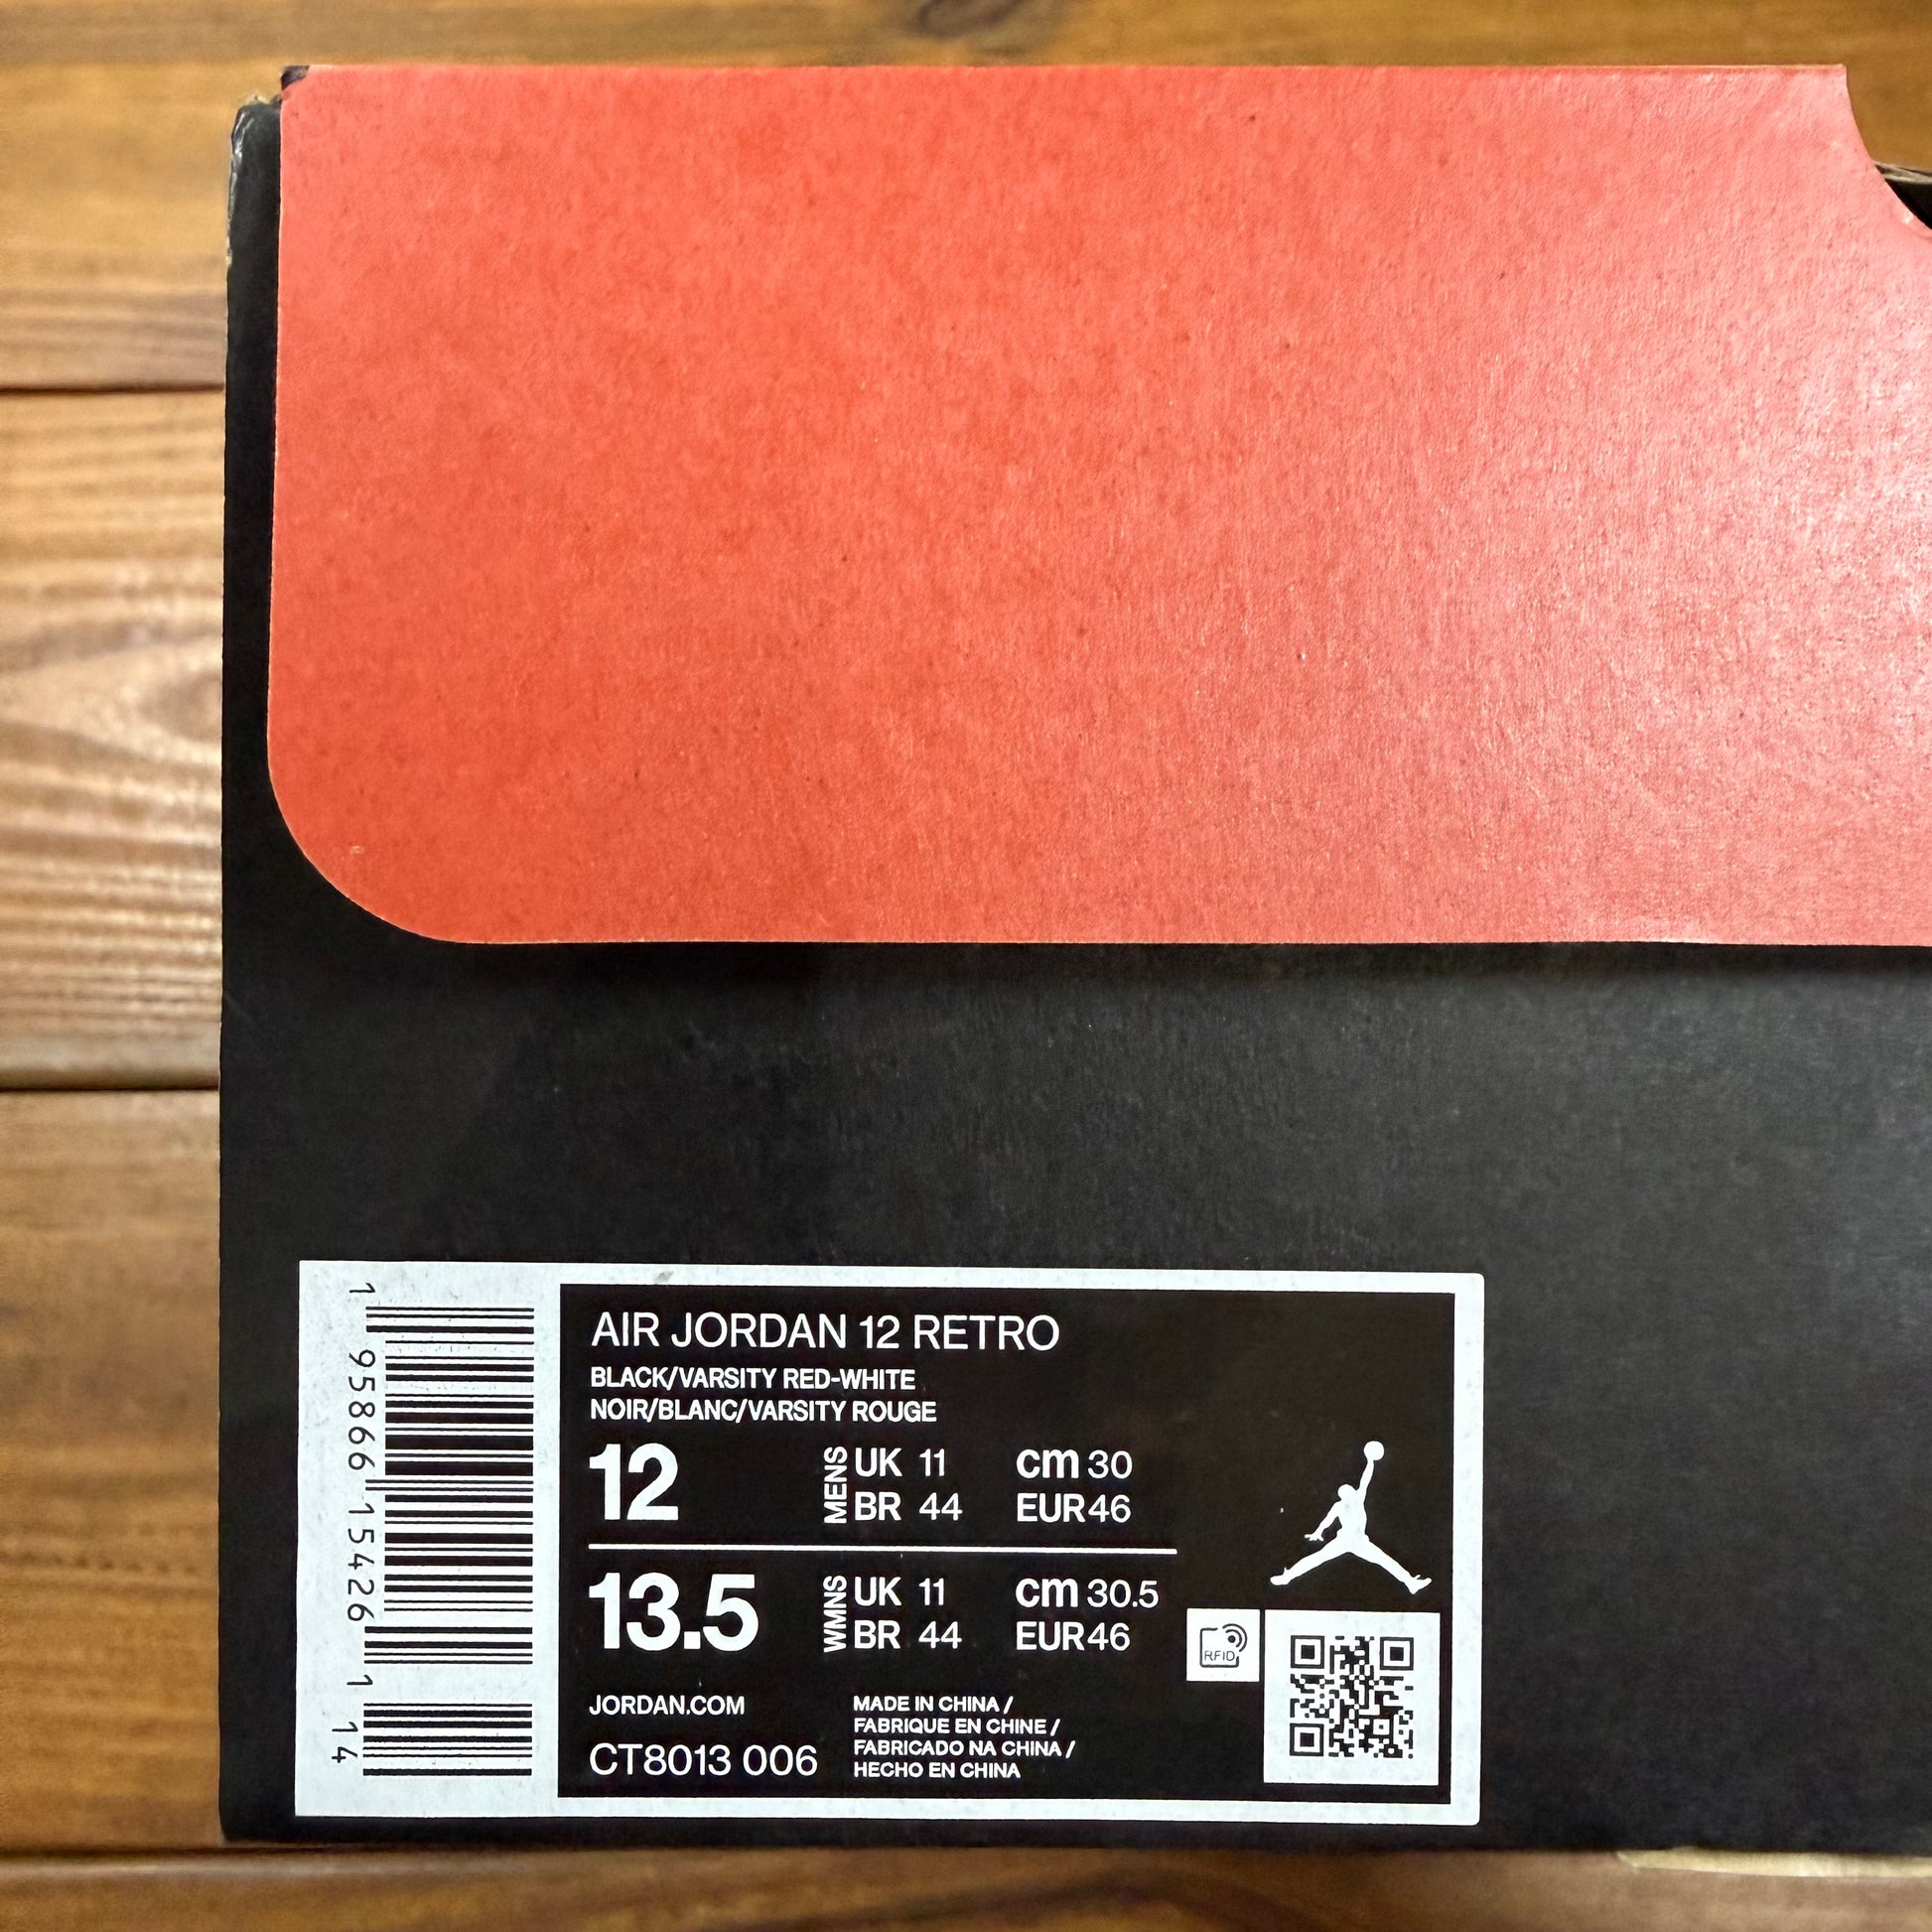 AIR JORDAN 12 RETRO
BLACK/VARSITY RED-WHITE
NOIR/BLANC/VARSITY ROUGE
12 MENS UK 11 cm 30
BR 44 EUR46
13.5 WMNS UK 11 cm 30.5
BR 44 EUR46
RFID
JORDAN.COM
CT8013 006
MADE IN CHINA /
FABRIQUE EN CHINE /
FABRICADO NA CHINA /
HECHO EN CHINA
1 95866 15426 1 14